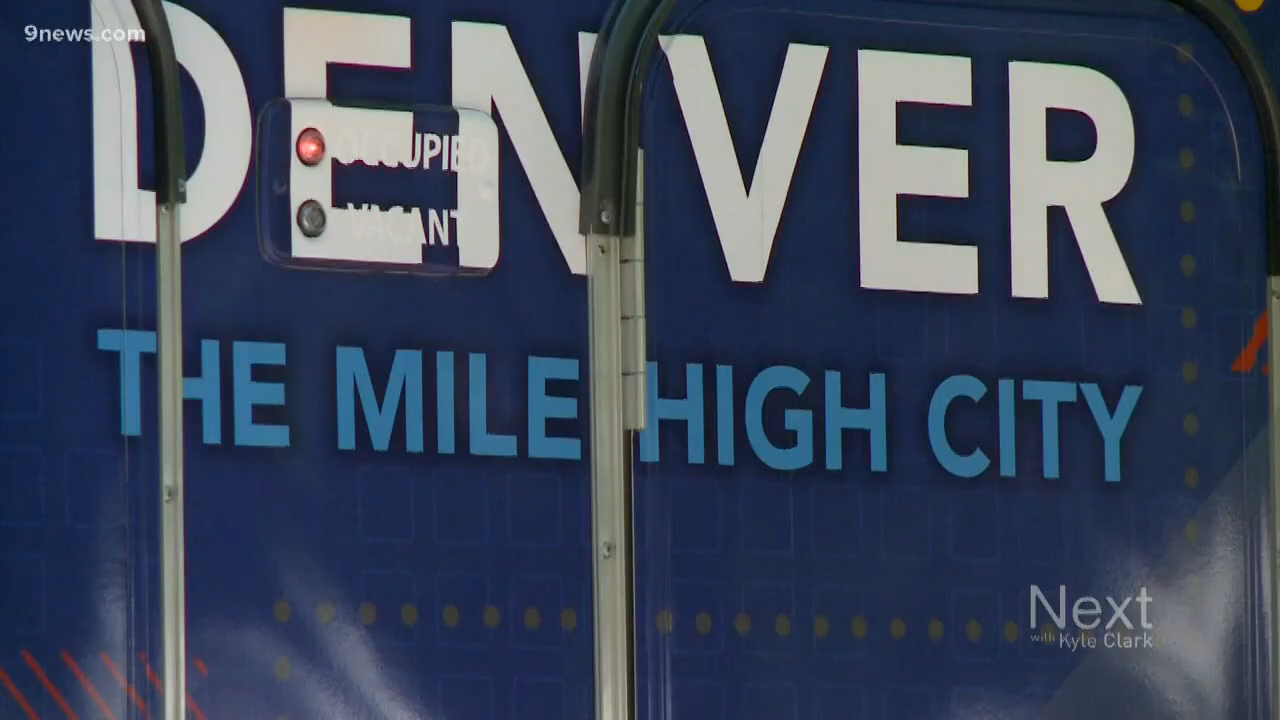 9news.com
DENVER
OCCUPIED
VACANT
THE MILE HIGH CITY
Next
with Kyle Clark